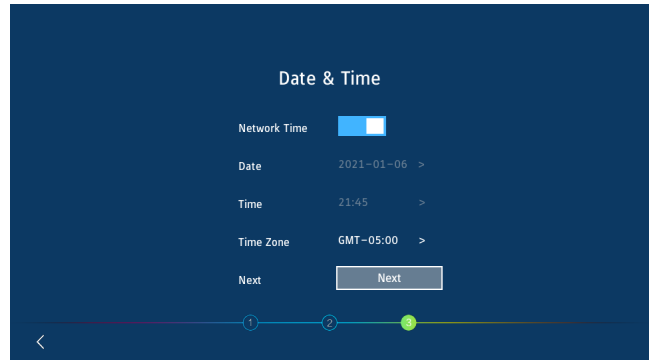 Date & Time
Network Time
Date 2021-01-06 >
Time 21:45 >
Time Zone GMT-05:00 >
Next Next
1 2 3